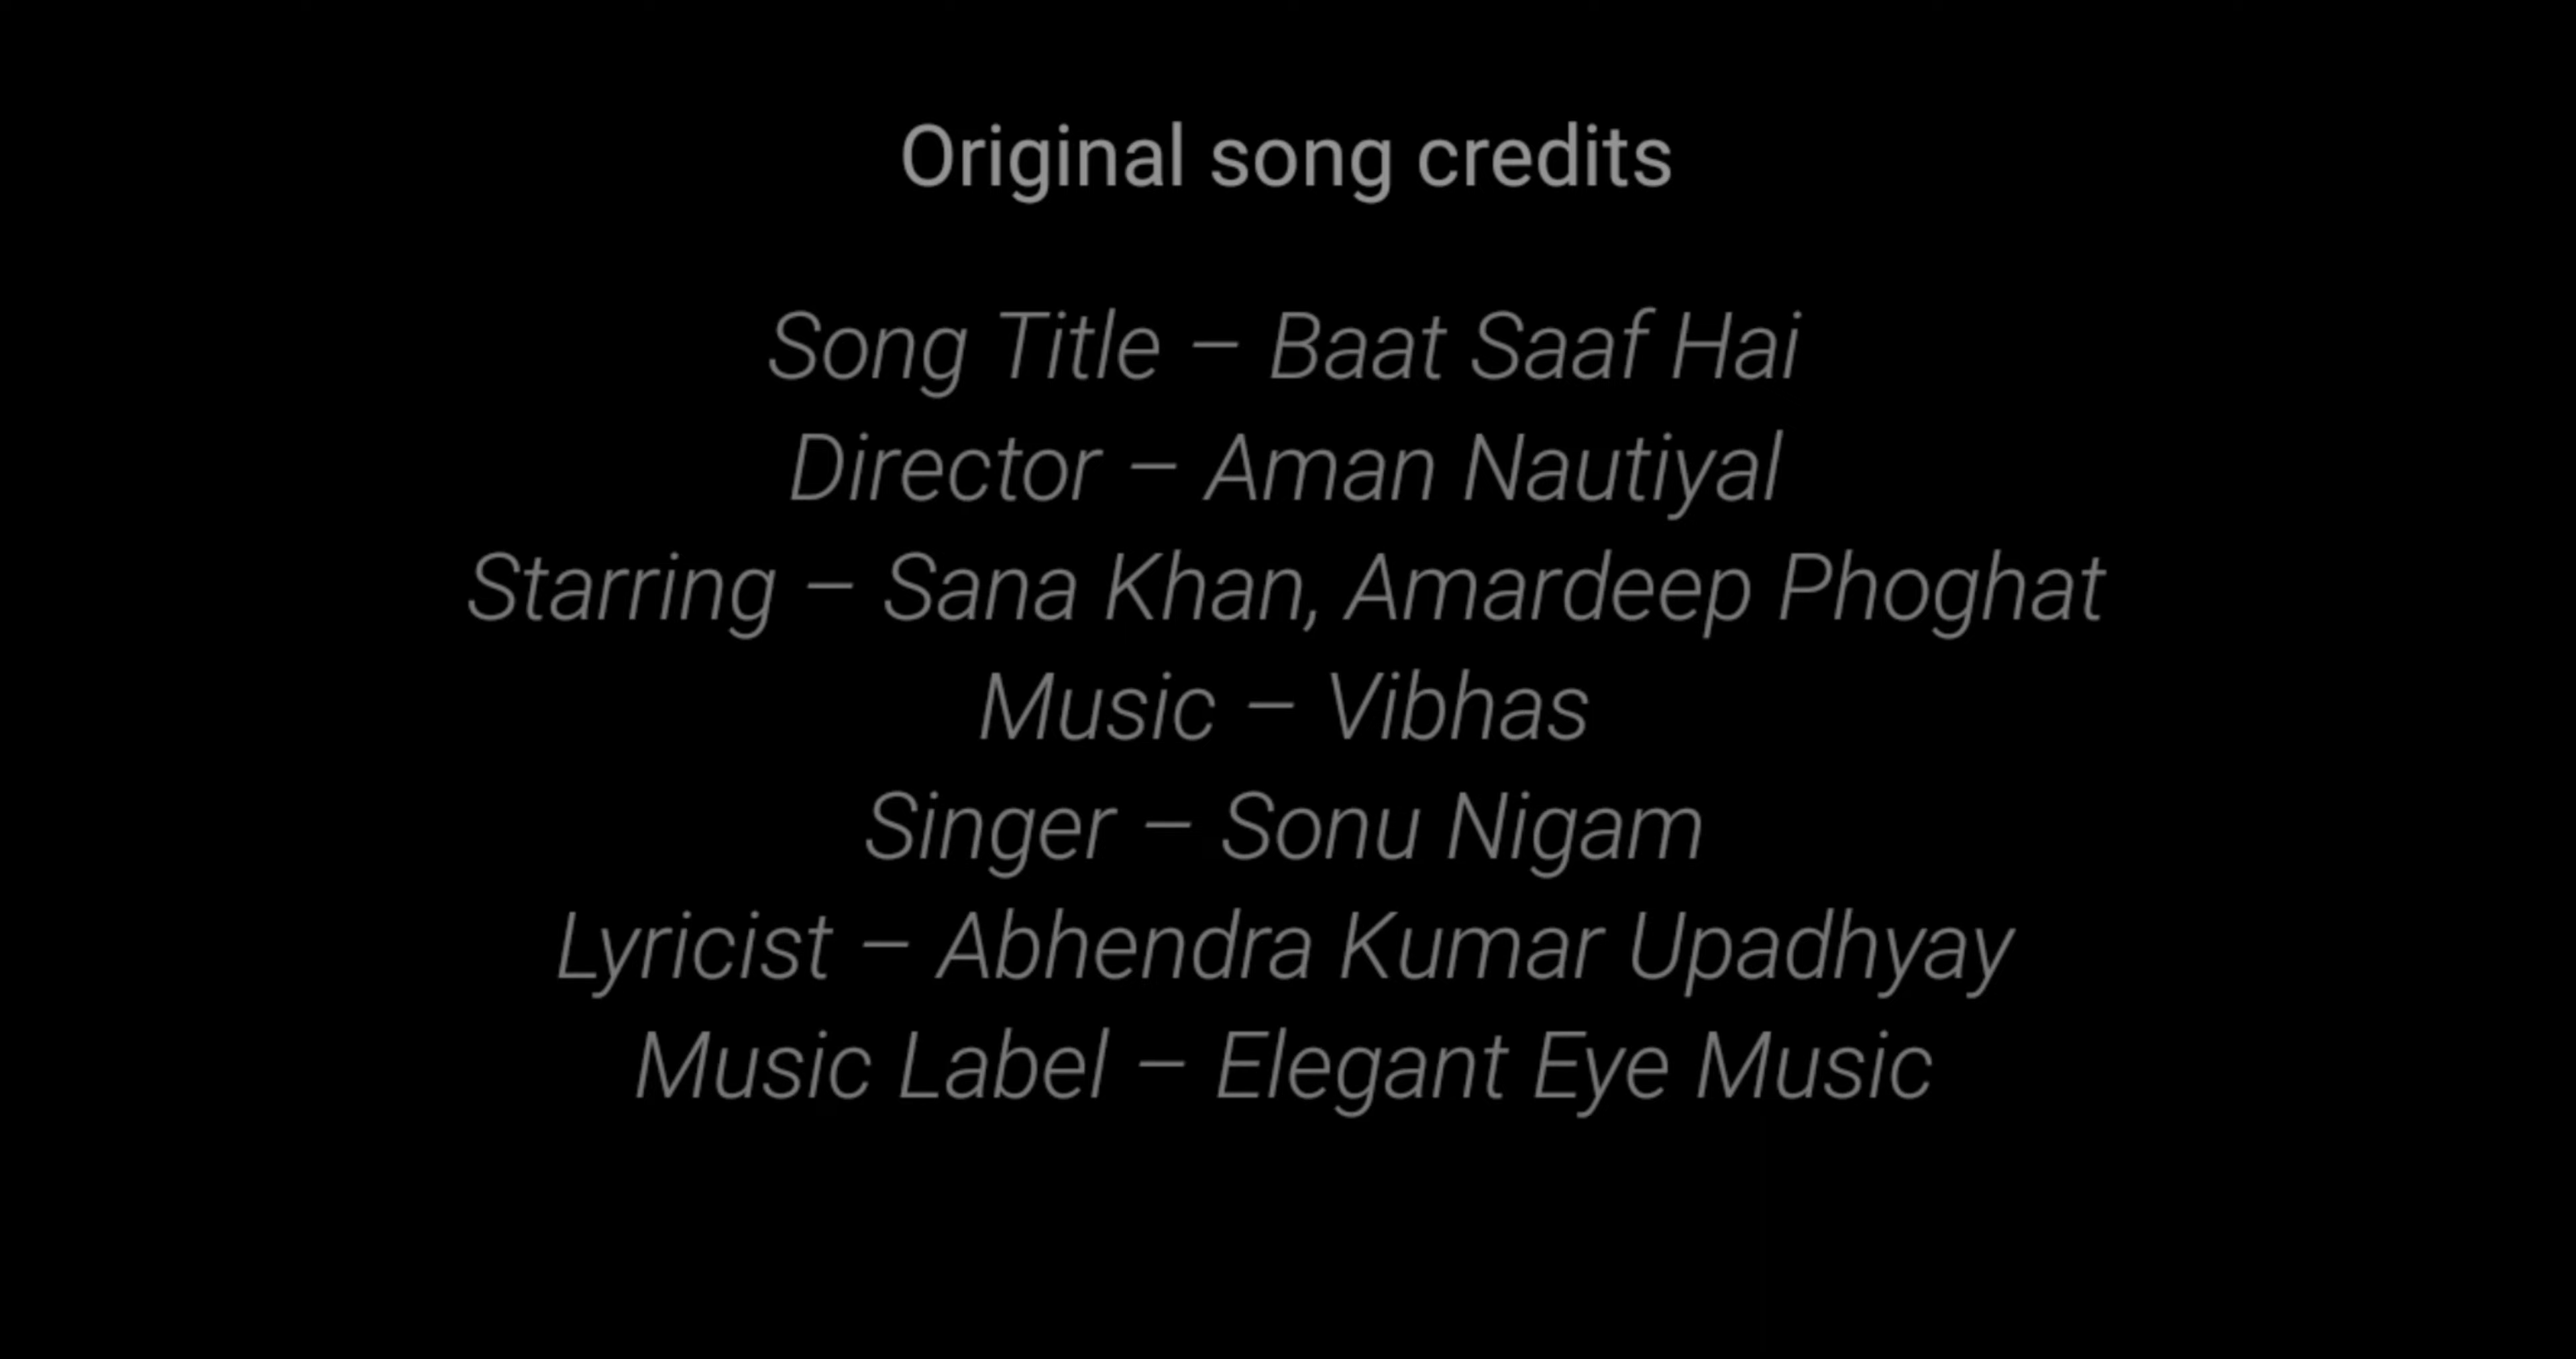 Original song credits
Song Title – Baat Saaf Hai
Director – Aman Nautiyal
Starring – Sana Khan, Amardeep Phoghat
Music – Vibhas
Singer – Sonu Nigam
Lyricist – Abhendra Kumar Upadhyay
Music Label – Elegant Eye Music